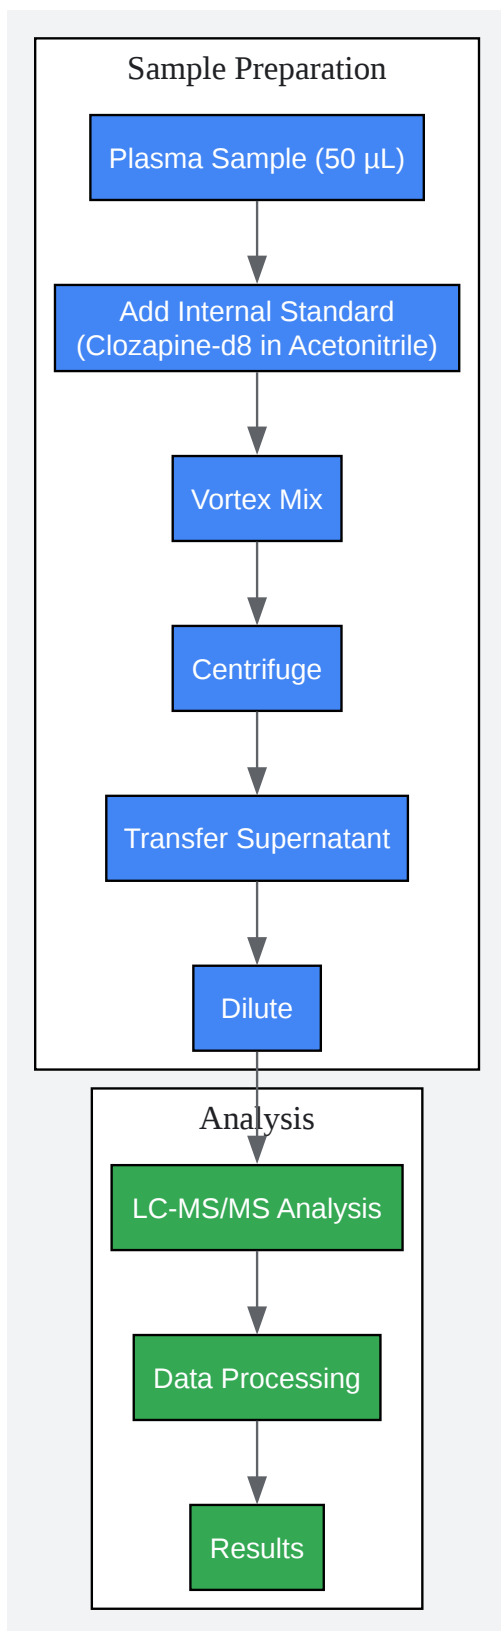 Sample Preparation
Plasma Sample (50 µL)
Add Internal Standard
(Clozapine-d8 in Acetonitrile)
Vortex Mix
Centrifuge
Transfer Supernatant
Dilute
Analysis
LC-MS/MS Analysis
Data Processing
Results